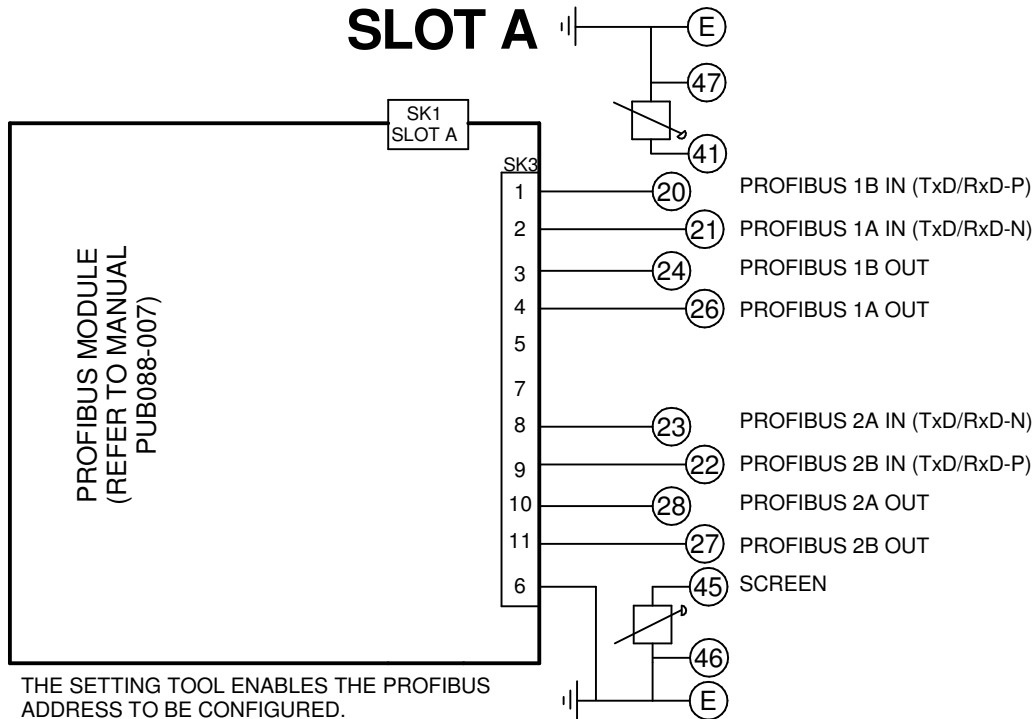 SLOT A
E
47
41
SK1
SLOT A
SK3
1 20 PROFIBUS 1B IN (TxD/RxD-P)
2 21 PROFIBUS 1A IN (TxD/RxD-N)
3 24 PROFIBUS 1B OUT
4 26 PROFIBUS 1A OUT
5
7
8 23 PROFIBUS 2A IN (TxD/RxD-N)
9 22 PROFIBUS 2B IN (TxD/RxD-P)
10 28 PROFIBUS 2A OUT
11 27 PROFIBUS 2B OUT
6 45 SCREEN
46
E
PROFIBUS MODULE
(REFER TO MANUAL
PUB088-007)
THE SETTING TOOL ENABLES THE PROFIBUS
ADDRESS TO BE CONFIGURED.